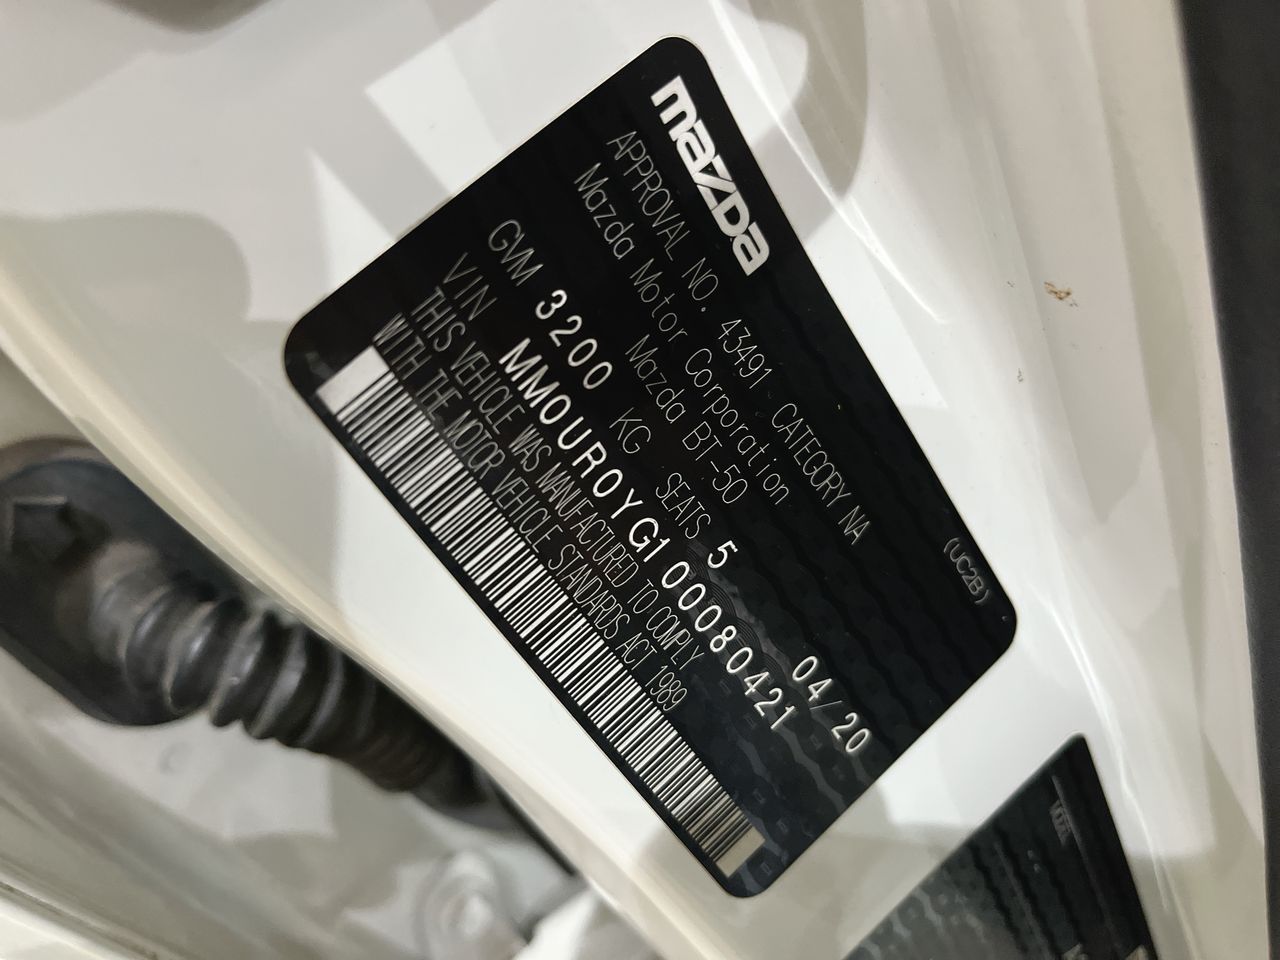 mazda
APPROVAL NO. 43491 CATEGORY NA
Mazda Motor Corporation
Mazda BT-50
(UC2B)
GVM 3200 KG SEATS 5 04/20
VIN MM0UR0YG100080421
THIS VEHICLE WAS MANUFACTURED TO COMPLY
WITH THE MOTOR VEHICLE STANDARDS ACT 1989